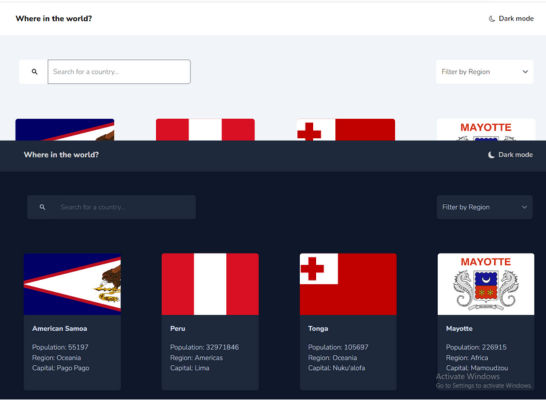 Where in the world?
Dark mode
Search for a country...
Filter by Region
MAYOTTE
Where in the world?
Dark mode
Search for a country...
Filter by Region
MAYOTTE
American Samoa
Population: 55197
Region: Oceania
Capital: Pago Pago
Peru
Population: 32971846
Region: Americas
Capital: Lima
Tonga
Population: 105697
Region: Oceania
Capital: Nuku'alofa
Mayotte
Population: 226915
Region: Africa
Capital: Mamoudzou
Activate Windows
Go to Settings to activate Windows.